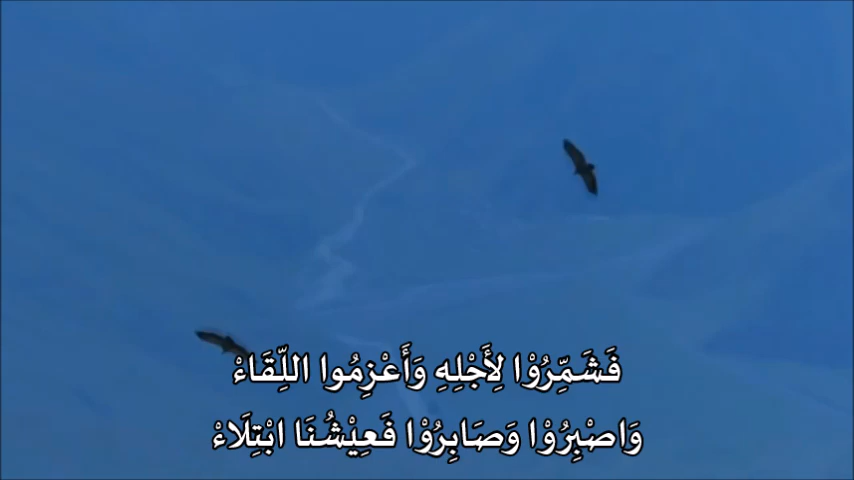 فَشَمِّرُوْا لِأَجْلِهِ وَأَعْزِمُوا اللِّقَاءْ
وَاصْبِرُوْا وَصَابِرُوْا فَعِيْشُنَا ابْتِلَاءْ